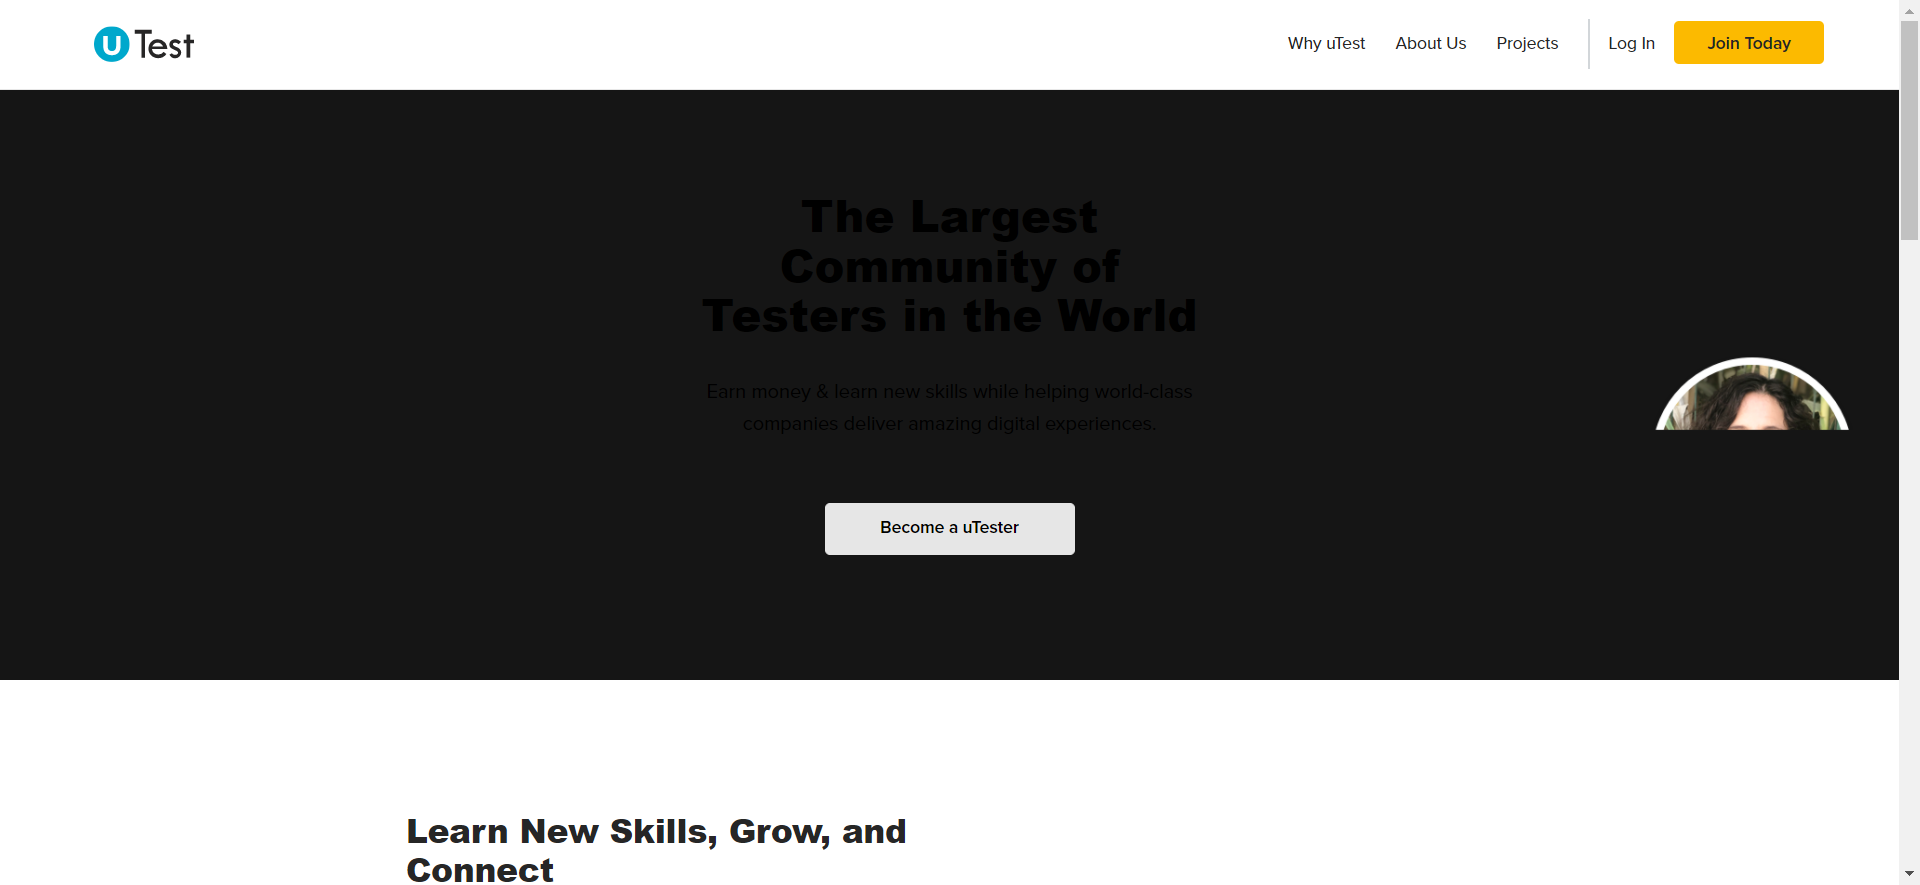 uTest
Why uTest
About Us
Projects
Log In
Join Today
The Largest
Community of
Testers in the World
Earn money & learn new skills while helping world-class
companies deliver amazing digital experiences.
Become a uTester
Learn New Skills, Grow, and
Connect